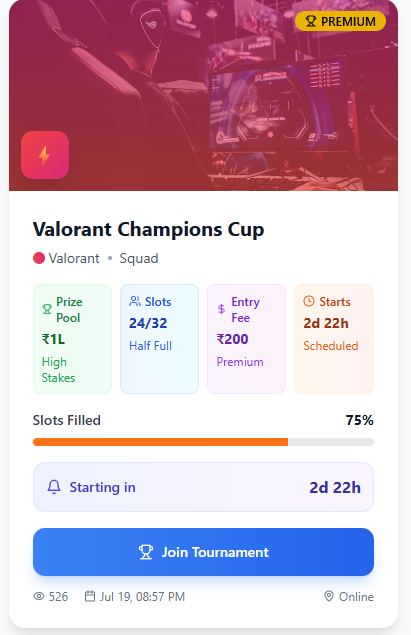 PREMIUM
Valorant Champions Cup
Valorant • Squad
Prize Pool
₹1L
High Stakes
Slots
24/32
Half Full
Entry Fee
₹200
Premium
Starts
2d 22h
Scheduled
Slots Filled 75%
Starting in 2d 22h
Join Tournament
526 Jul 19, 08:57 PM Online